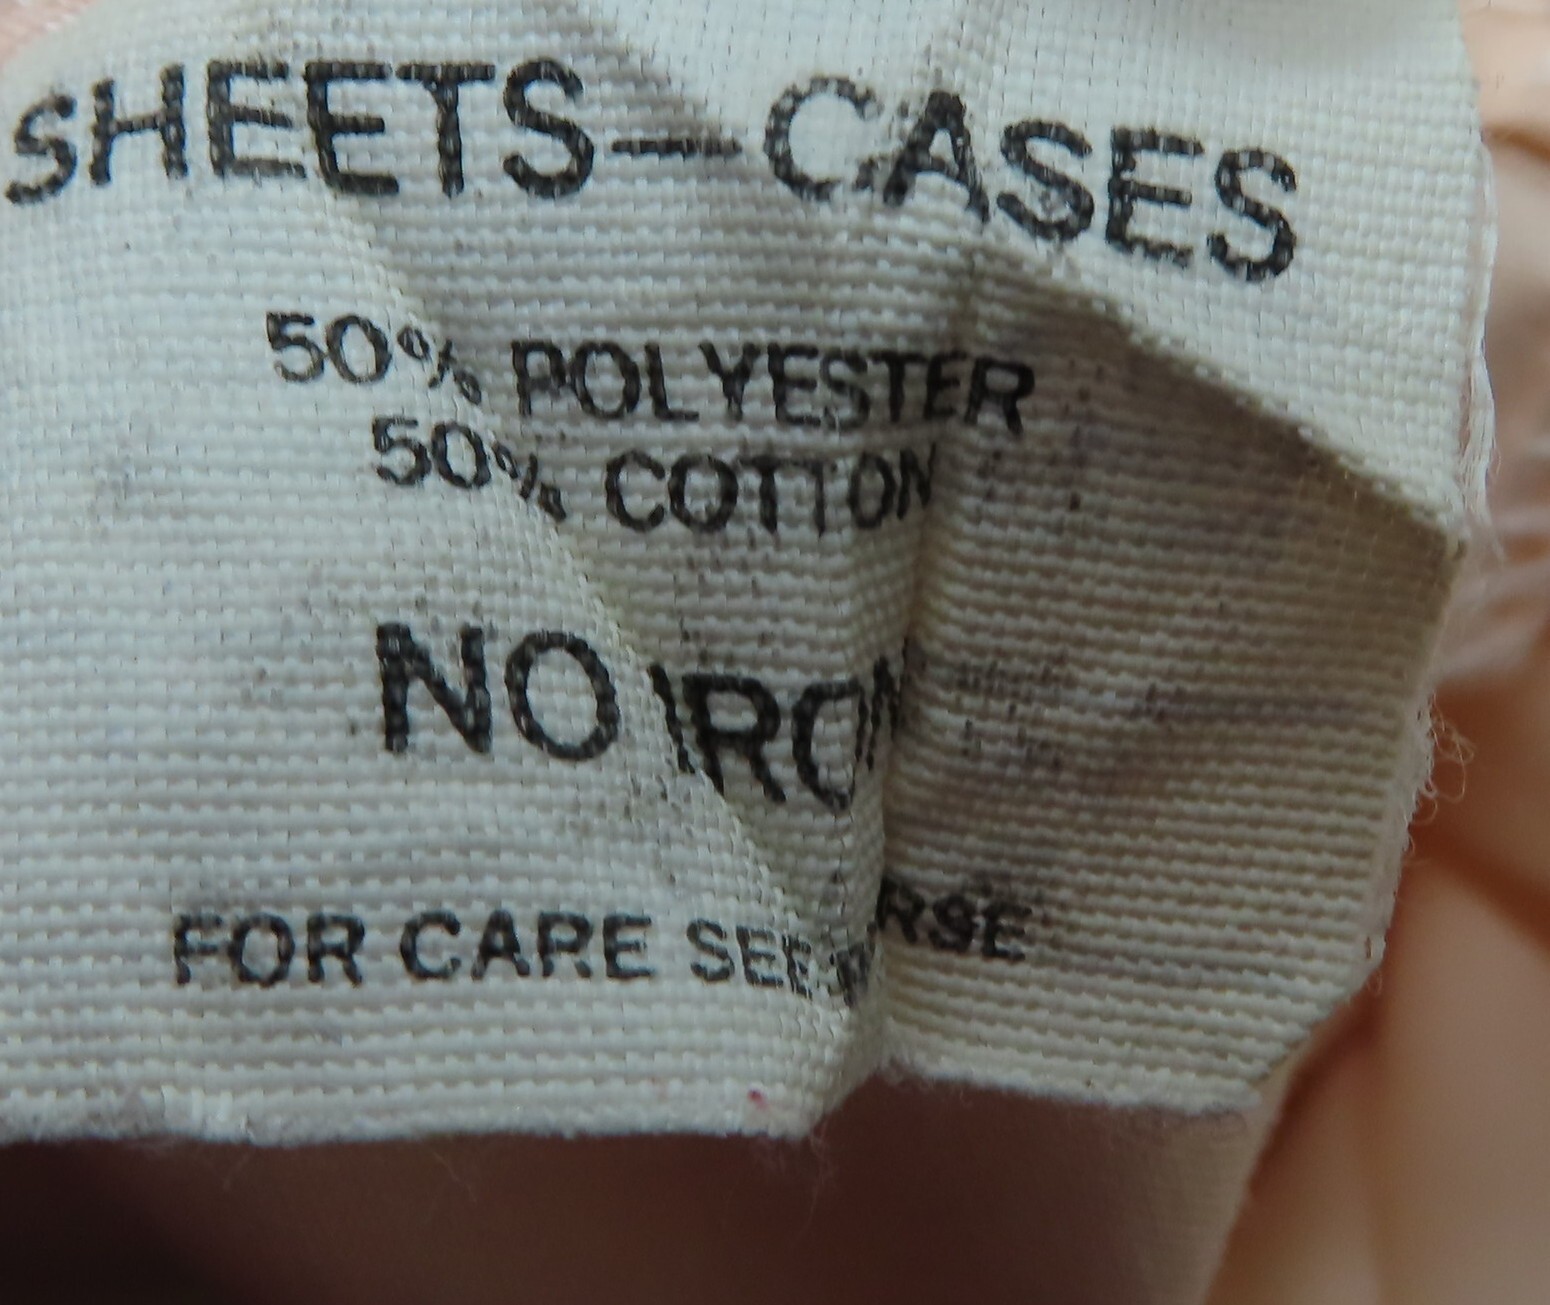 SHEETS—CASES
50% POLYESTER
50% COTTON
NO IRON
FOR CARE SEE